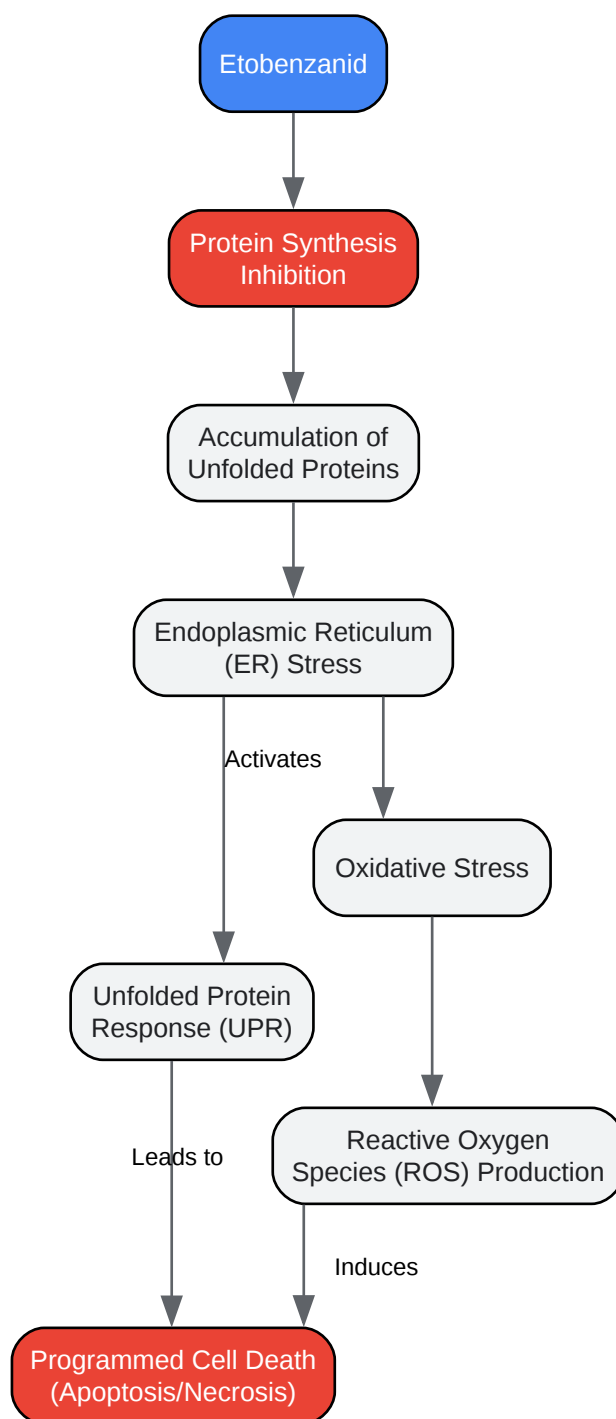 Etobenzanid
Protein Synthesis
Inhibition
Accumulation of
Unfolded Proteins
Endoplasmic Reticulum
(ER) Stress
Activates
Oxidative Stress
Unfolded Protein
Response (UPR)
Reactive Oxygen
Species (ROS) Production
Leads to
Induces
Programmed Cell Death
(Apoptosis/Necrosis)